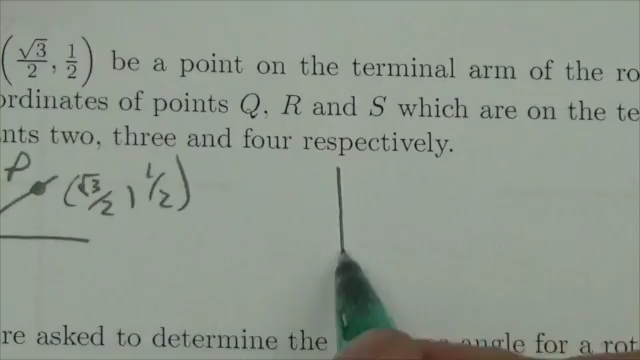 (√3/2, 1/2) be a point on the terminal arm of the ro
ordinates of points Q, R and S which are on the te
nts two, three and four respectively.
P
(√3/2, 1/2)
re asked to determine the
angle for a rot